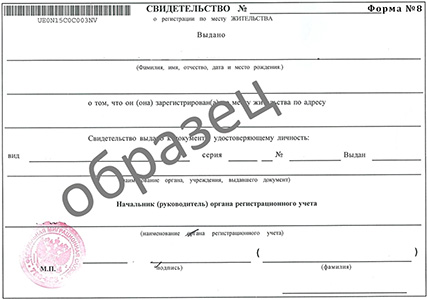 СВИДЕТЕЛЬСТВО №
Форма №8
UE0N15C0C003NV
о регистрации по месту ЖИТЕЛЬСТВА
Выдано
(Фамилия, имя, отчество, дата и место рождения.)
о том, что он (она) зарегистрирован(а) по месту жительства по адресу
образец
Свидетельство выдано к документу, удостоверяющему личность:
вид серия № Выдан
(наименование органа, учреждения, выдавшего документ)
Начальник (руководитель) органа регистрационного учета
(наименование органа регистрационного учета)
М.П.
( )
подпись) (фамилия)